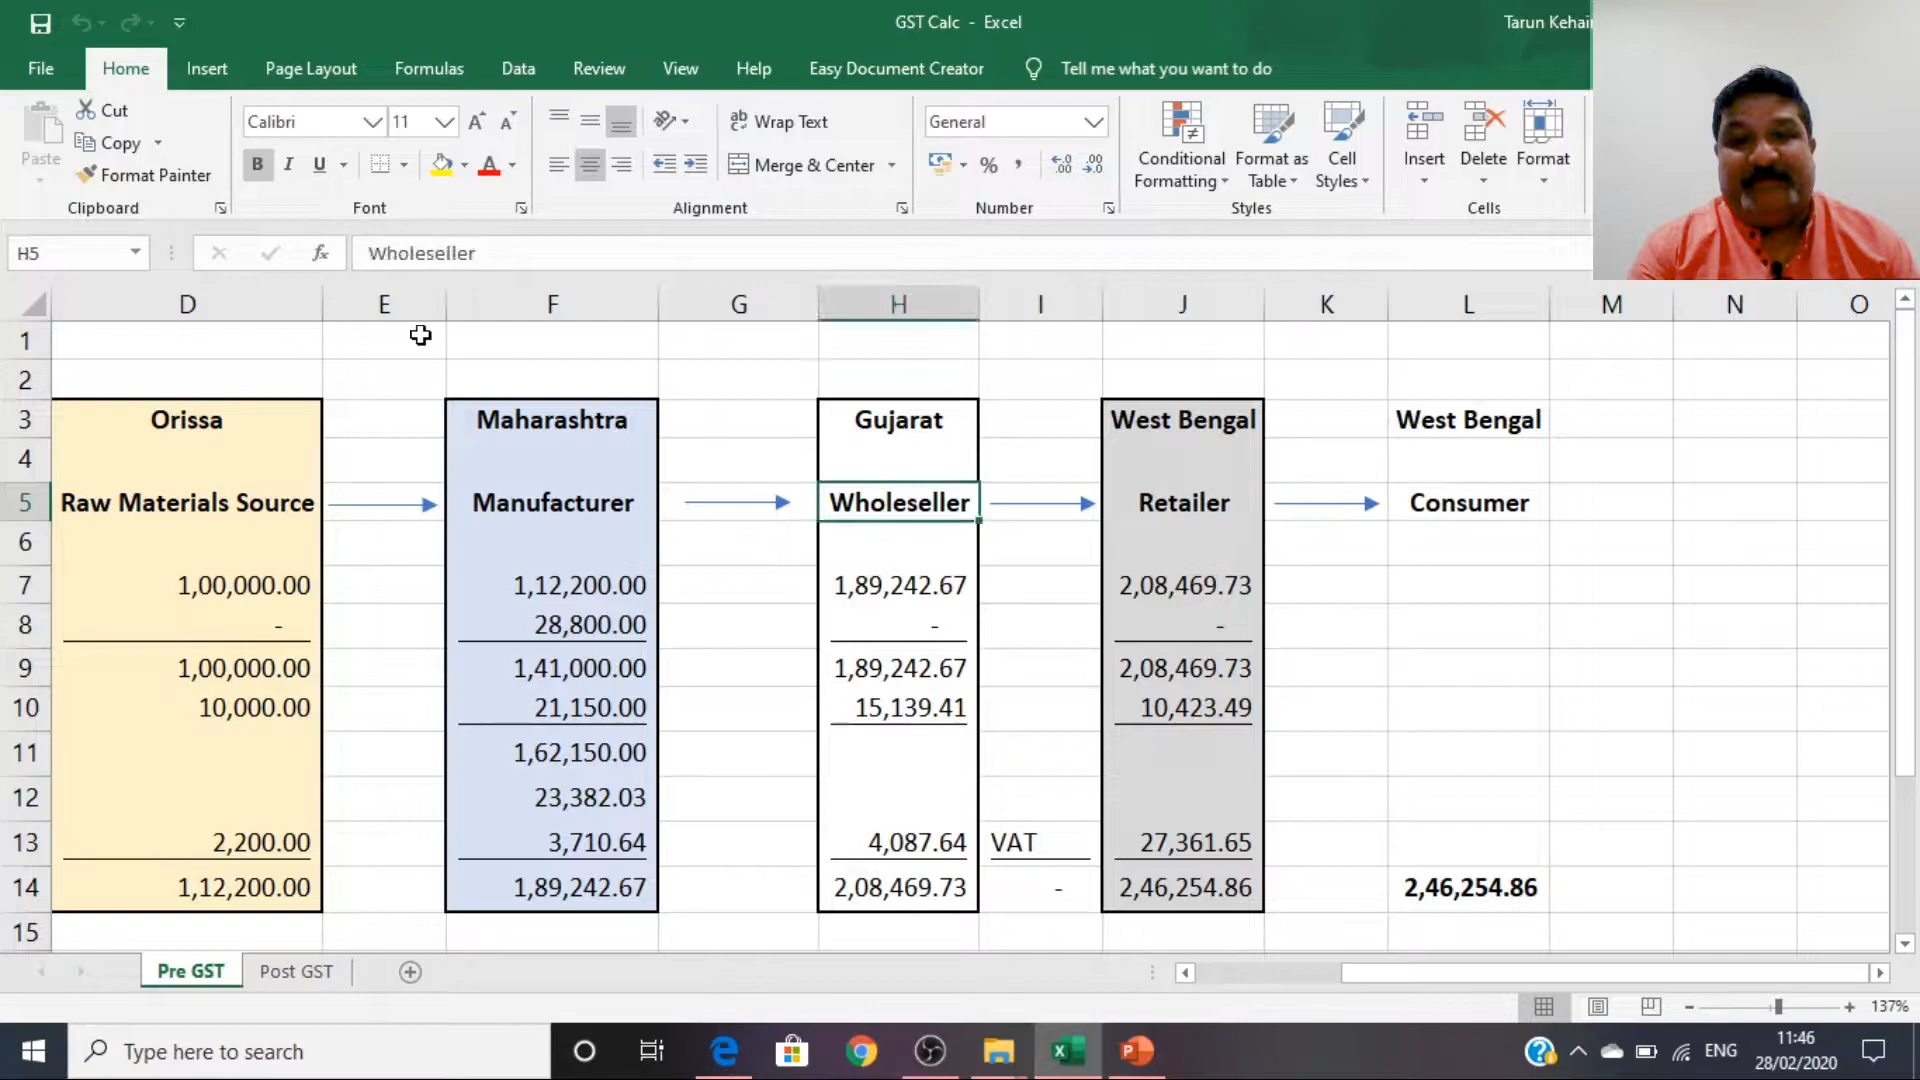 GST Calc - Excel
Tarun Kehair
File Home Insert Page Layout Formulas Data Review View Help Easy Document Creator Tell me what you want to do
Paste
Cut
Copy
Format Painter
Clipboard
Calibri 11
B I U
Font
Wrap Text
Merge & Center
Alignment
General
Number
Conditional Formatting
Format as Table
Cell Styles
Styles
Insert Delete Format
Cells
H5 fx Wholeseller
D E F G H I J K L M N O
1
2
3 Orissa Maharashtra Gujarat West Bengal West Bengal
4
5 Raw Materials Source Manufacturer Wholeseller Retailer Consumer
6
7 1,00,000.00 1,12,200.00 1,89,242.67 2,08,469.73
8 - 28,800.00 - -
9 1,00,000.00 1,41,000.00 1,89,242.67 2,08,469.73
10 10,000.00 21,150.00 15,139.41 10,423.49
11 1,62,150.00
12 23,382.03
13 2,200.00 3,710.64 4,087.64 VAT 27,361.65
14 1,12,200.00 1,89,242.67 2,08,469.73 - 2,46,254.86 2,46,254.86
15
Pre GST Post GST
137%
Type here to search
ENG
11:46
28/02/2020